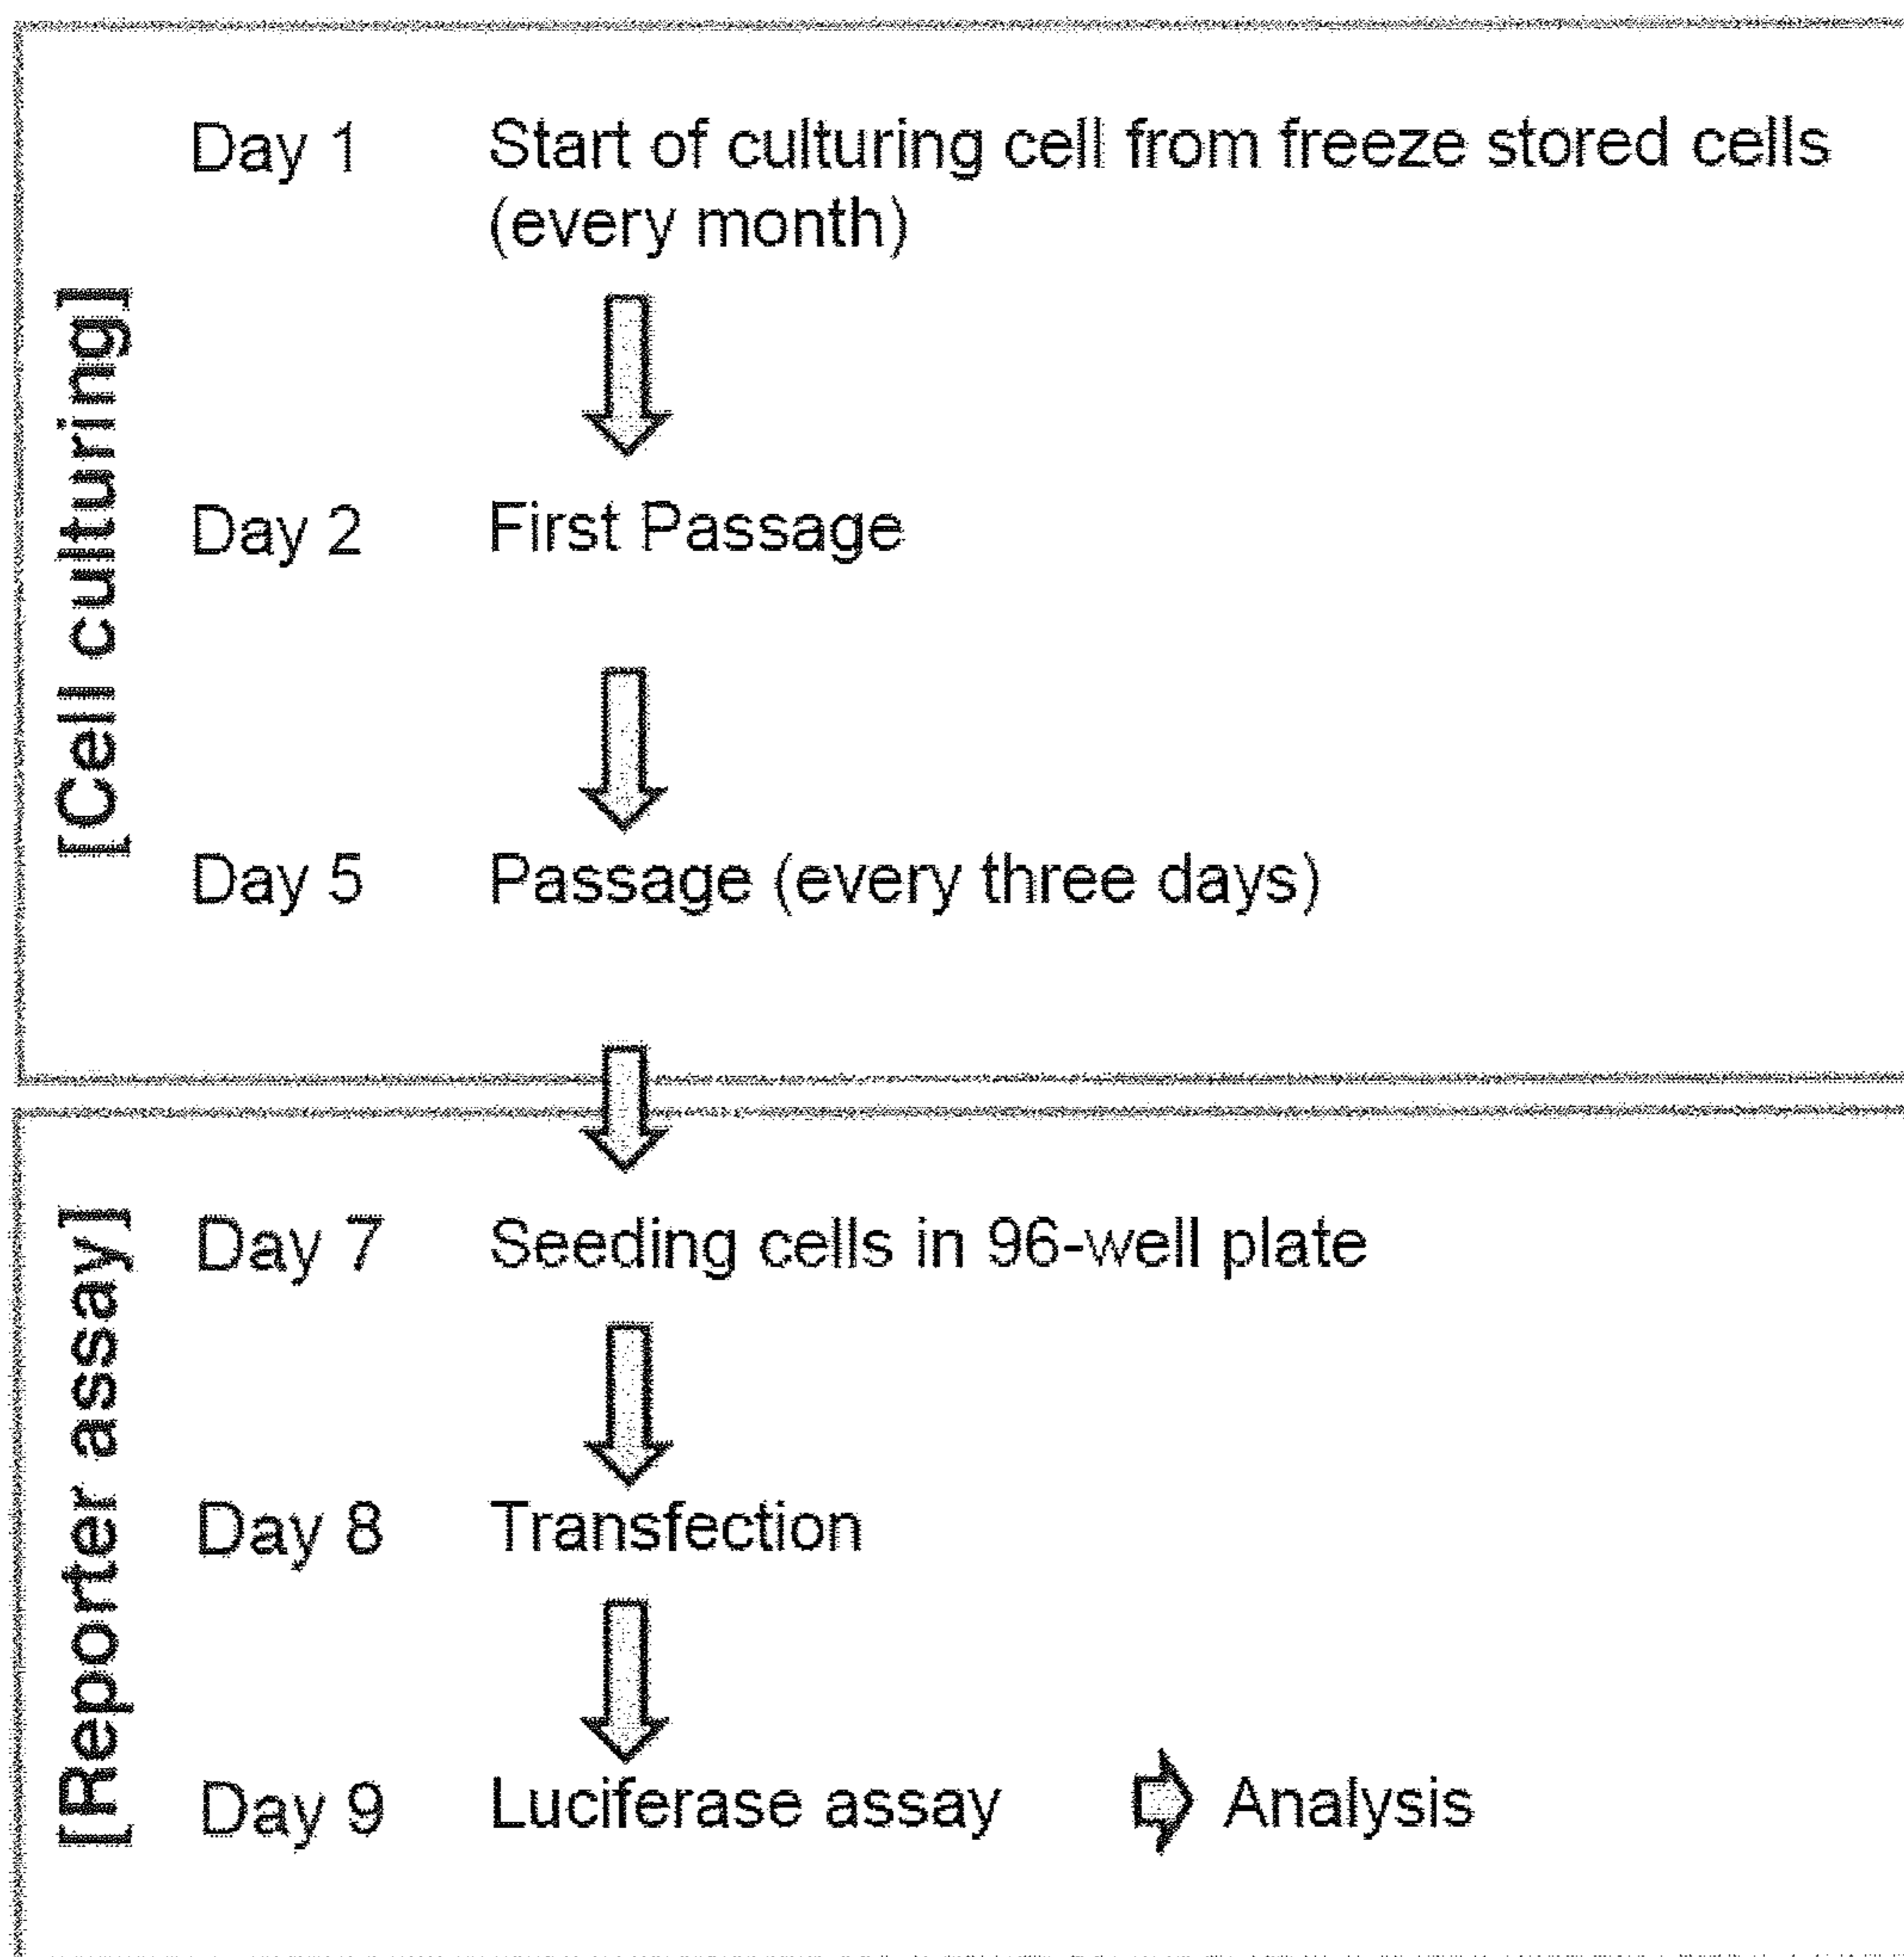 [Cell culturing]
Day 1 Start of culturing cell from freeze stored cells
(every month)
Day 2 First Passage
Day 5 Passage (every three days)
[Reporter assay]
Day 7 Seeding cells in 96-well plate
Day 8 Transfection
Day 9 Luciferase assay Analysis